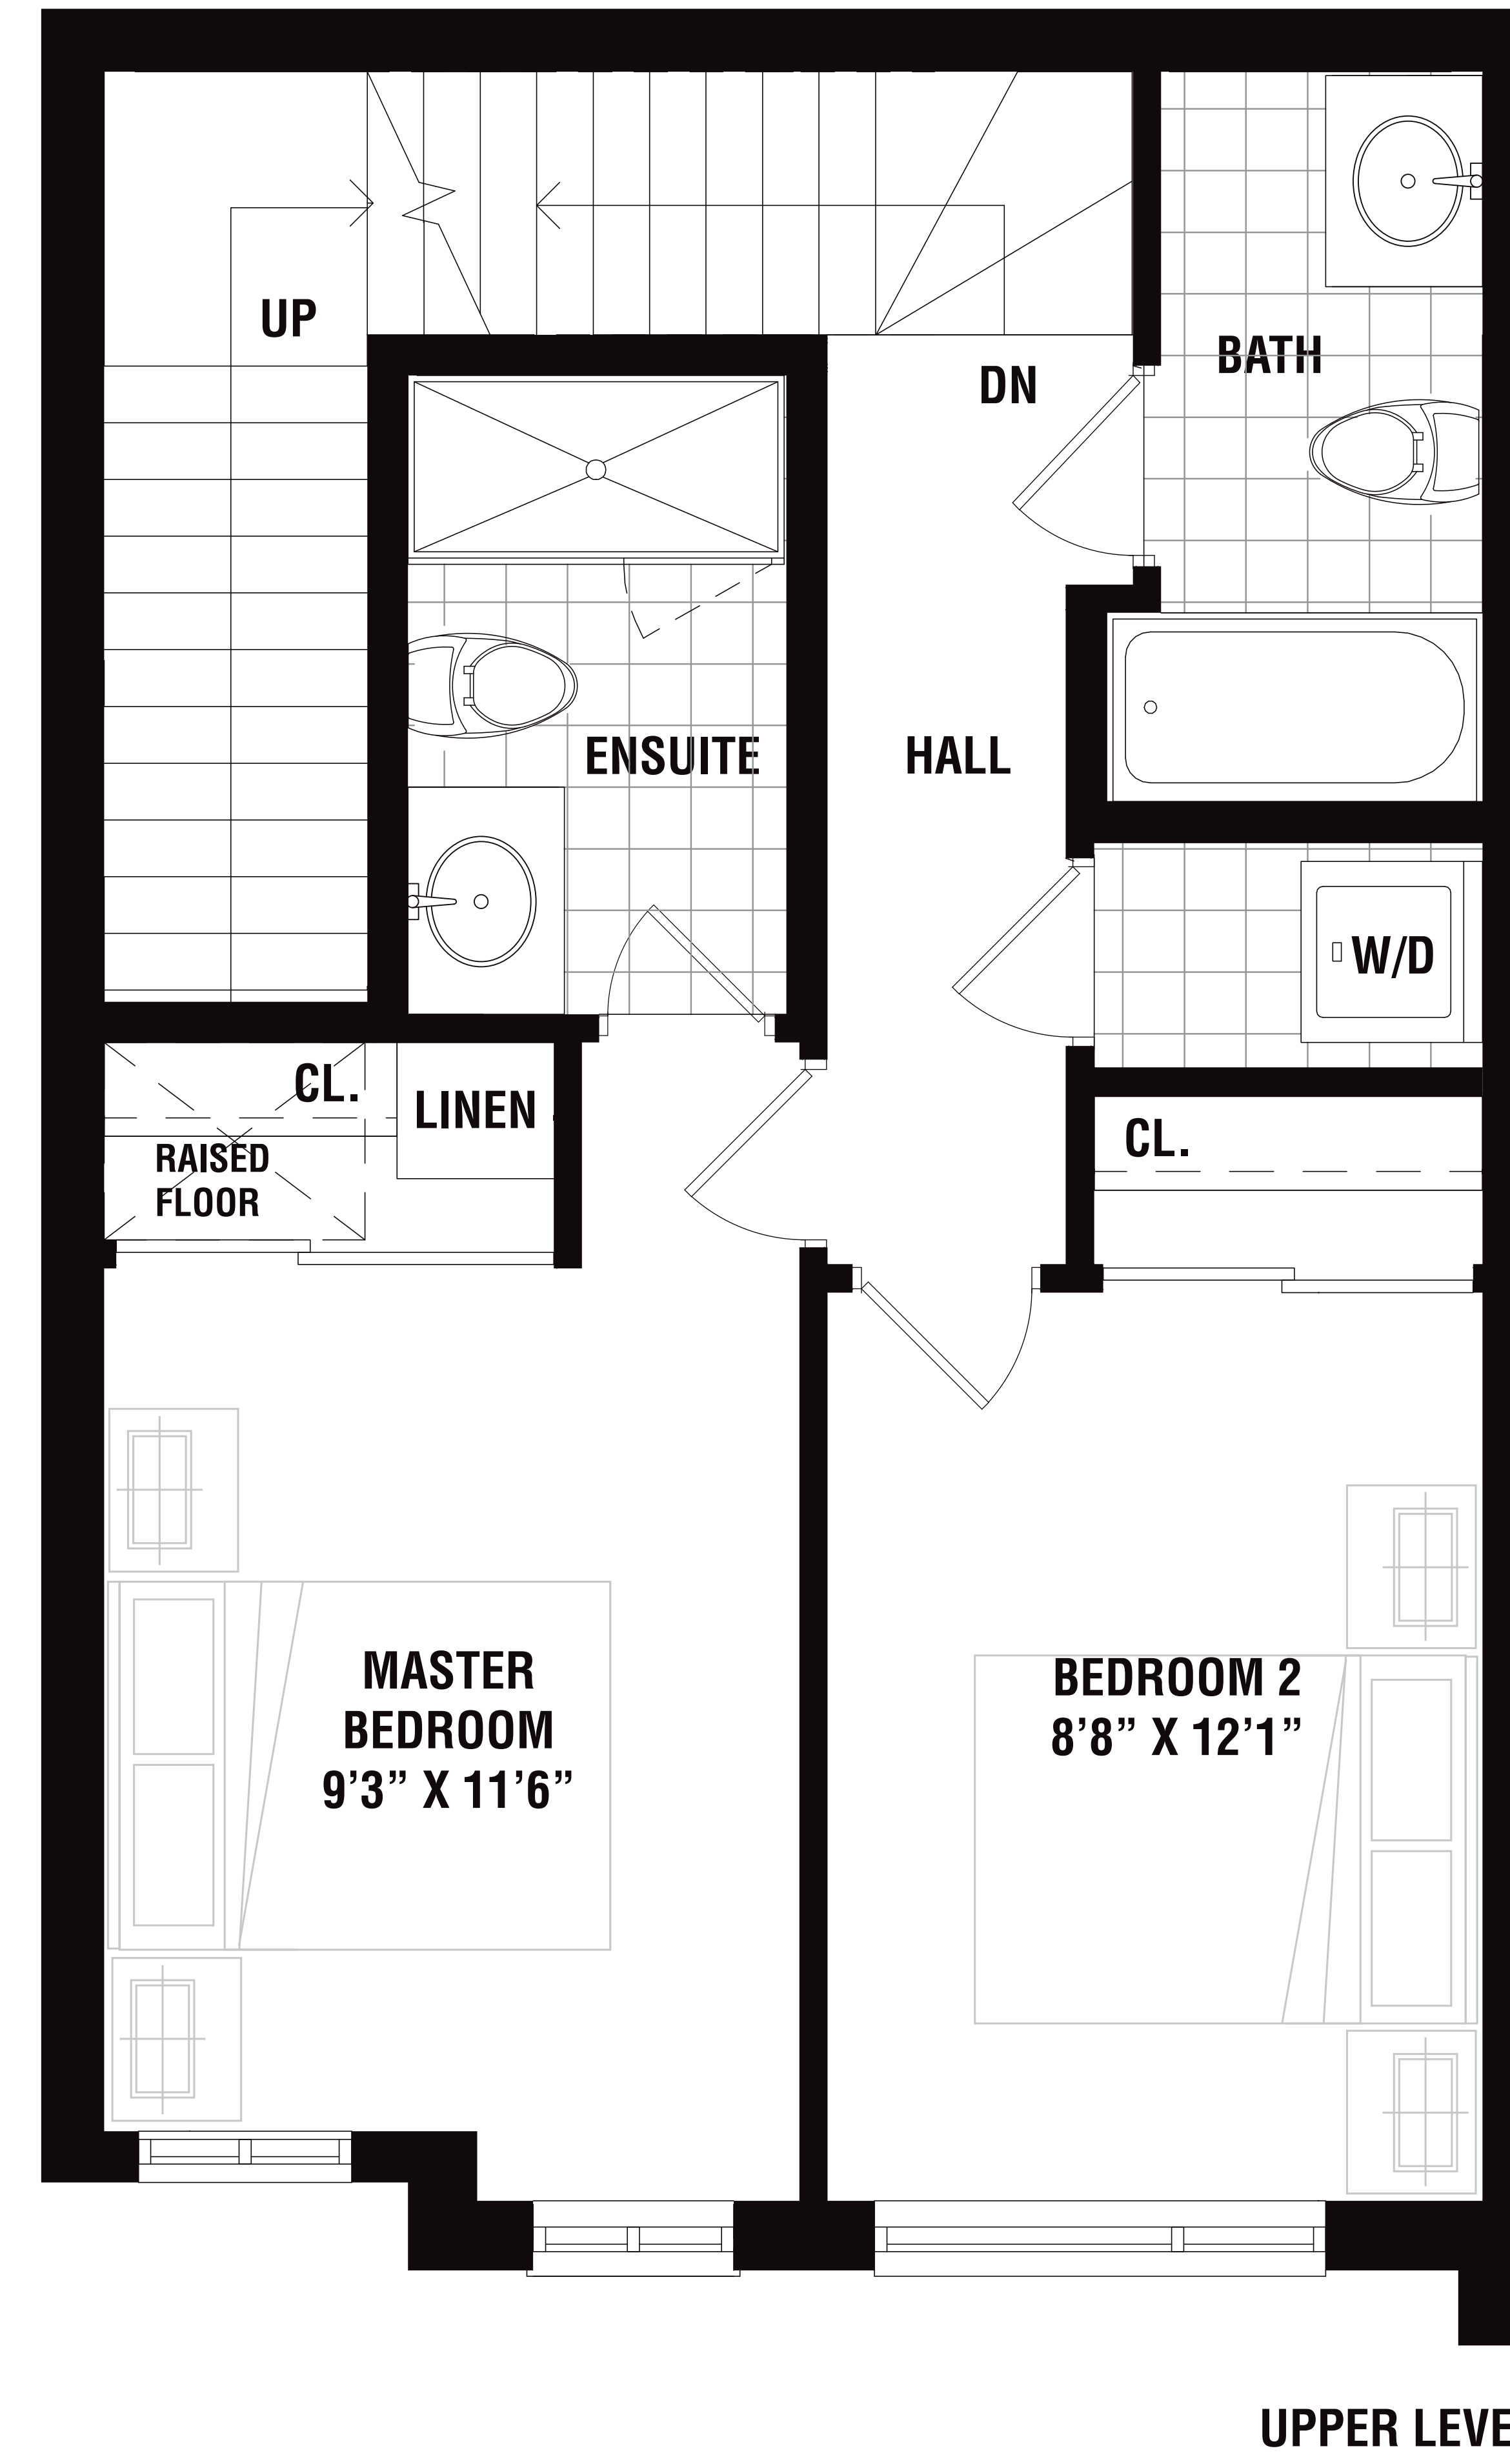 UP
BATH
DN
ENSUITE
HALL
W/D
CL.
LINEN
RAISED
FLOOR
CL.
MASTER
BEDROOM
9’3” X 11’6”
BEDROOM 2
8’8” X 12’1”
UPPER LEVE